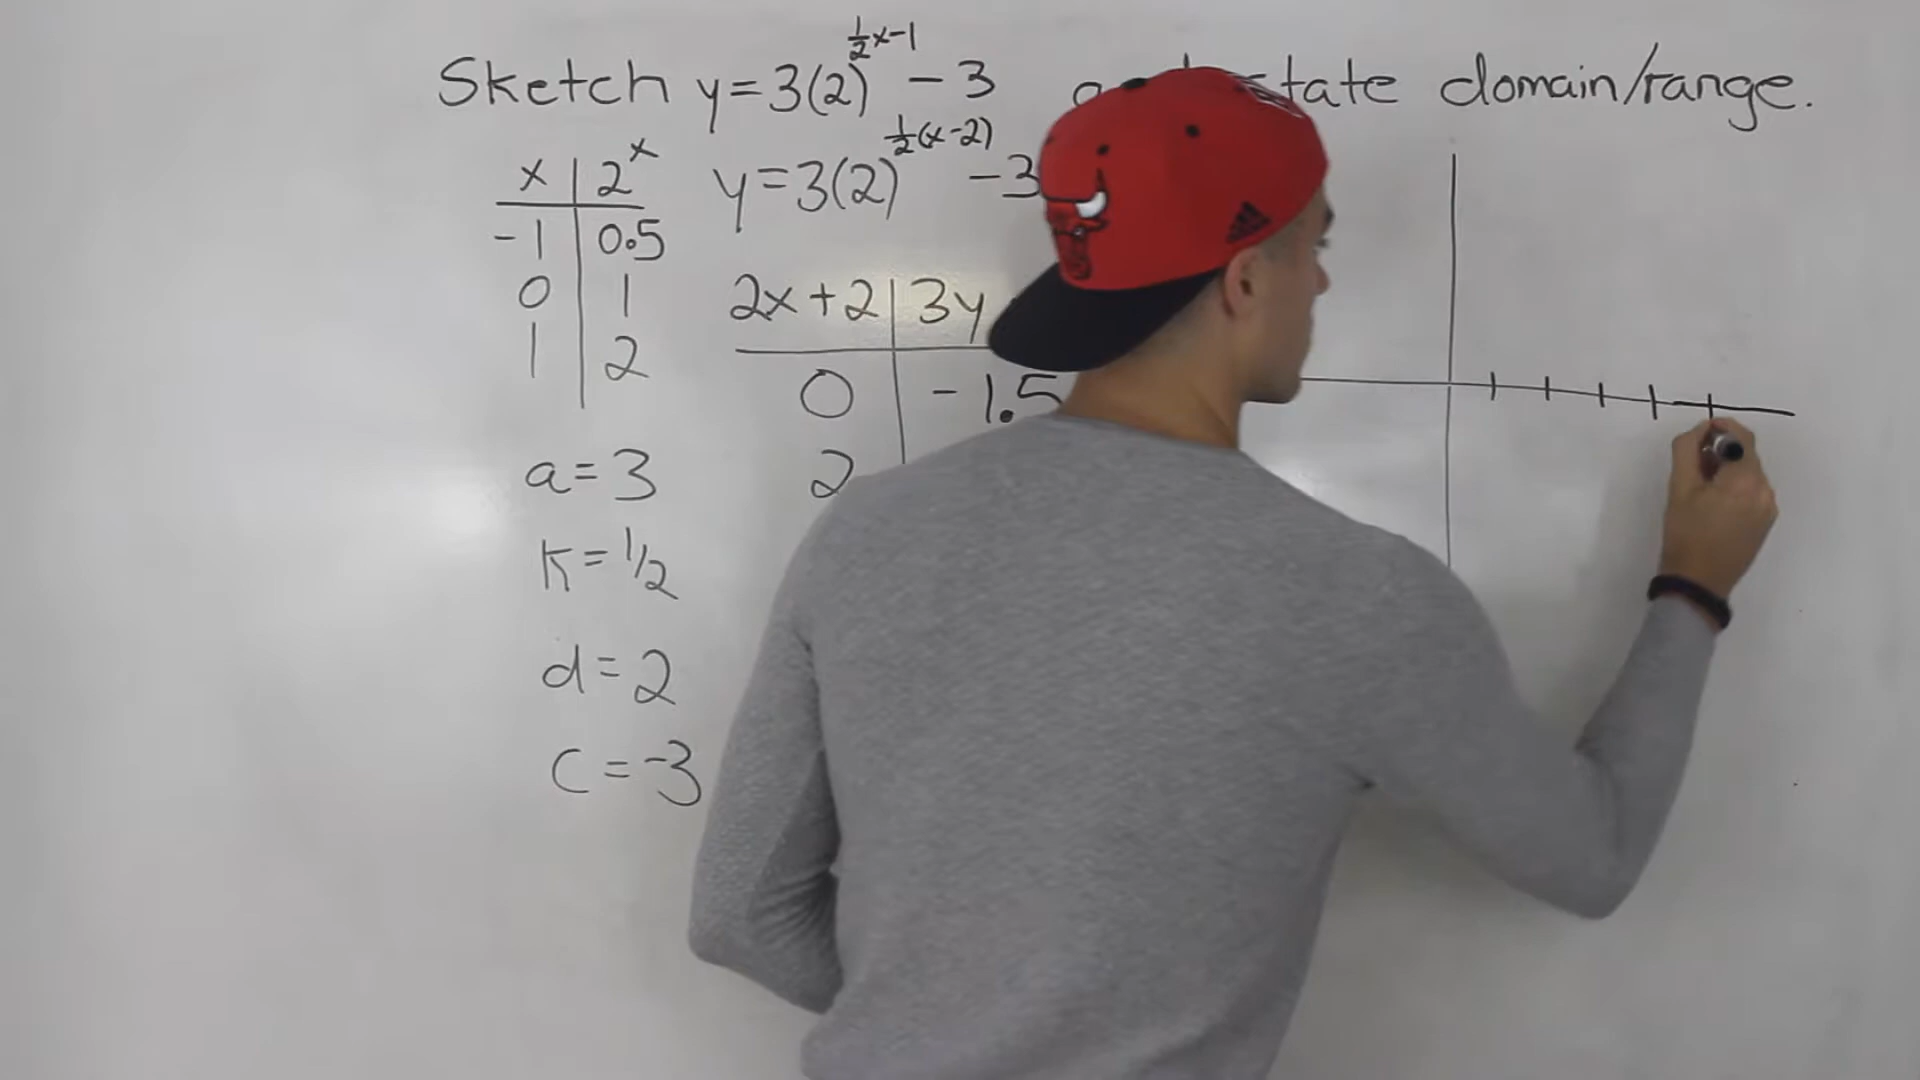 Sketch y=3(2)^{½x-1} - 3 state domain/range.
x | 2^x
-1 | 0.5
0 | 1
1 | 2
y=3(2)^{½(x-2)} -3
2x+2 | 3y
0 | -1.5
2
a=3
k=1/2
d=2
c=-3